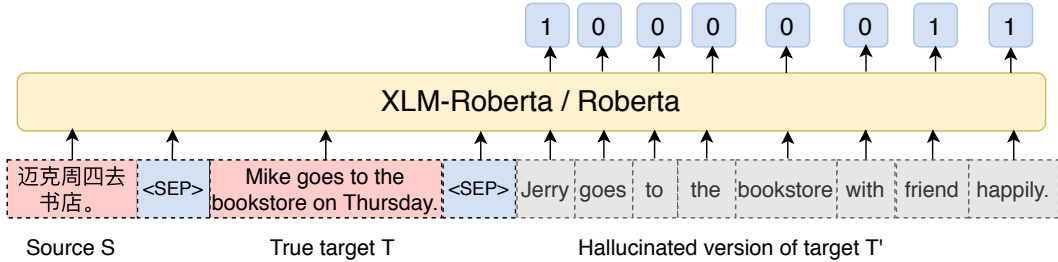 1 0 0 0 0 0 1 1
XLM-Roberta / Roberta
迈克周四去
书店。
<SEP>
Mike goes to the
bookstore on Thursday.
<SEP>
Jerry goes to the bookstore with friend happily.
Source S
True target T
Hallucinated version of target T'